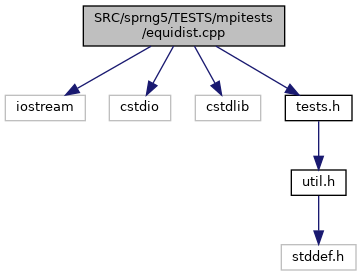 SRC/sprng5/TESTS/mpitests
/equidist.cpp
iostream
cstdio
cstdlib
tests.h
util.h
stddef.h